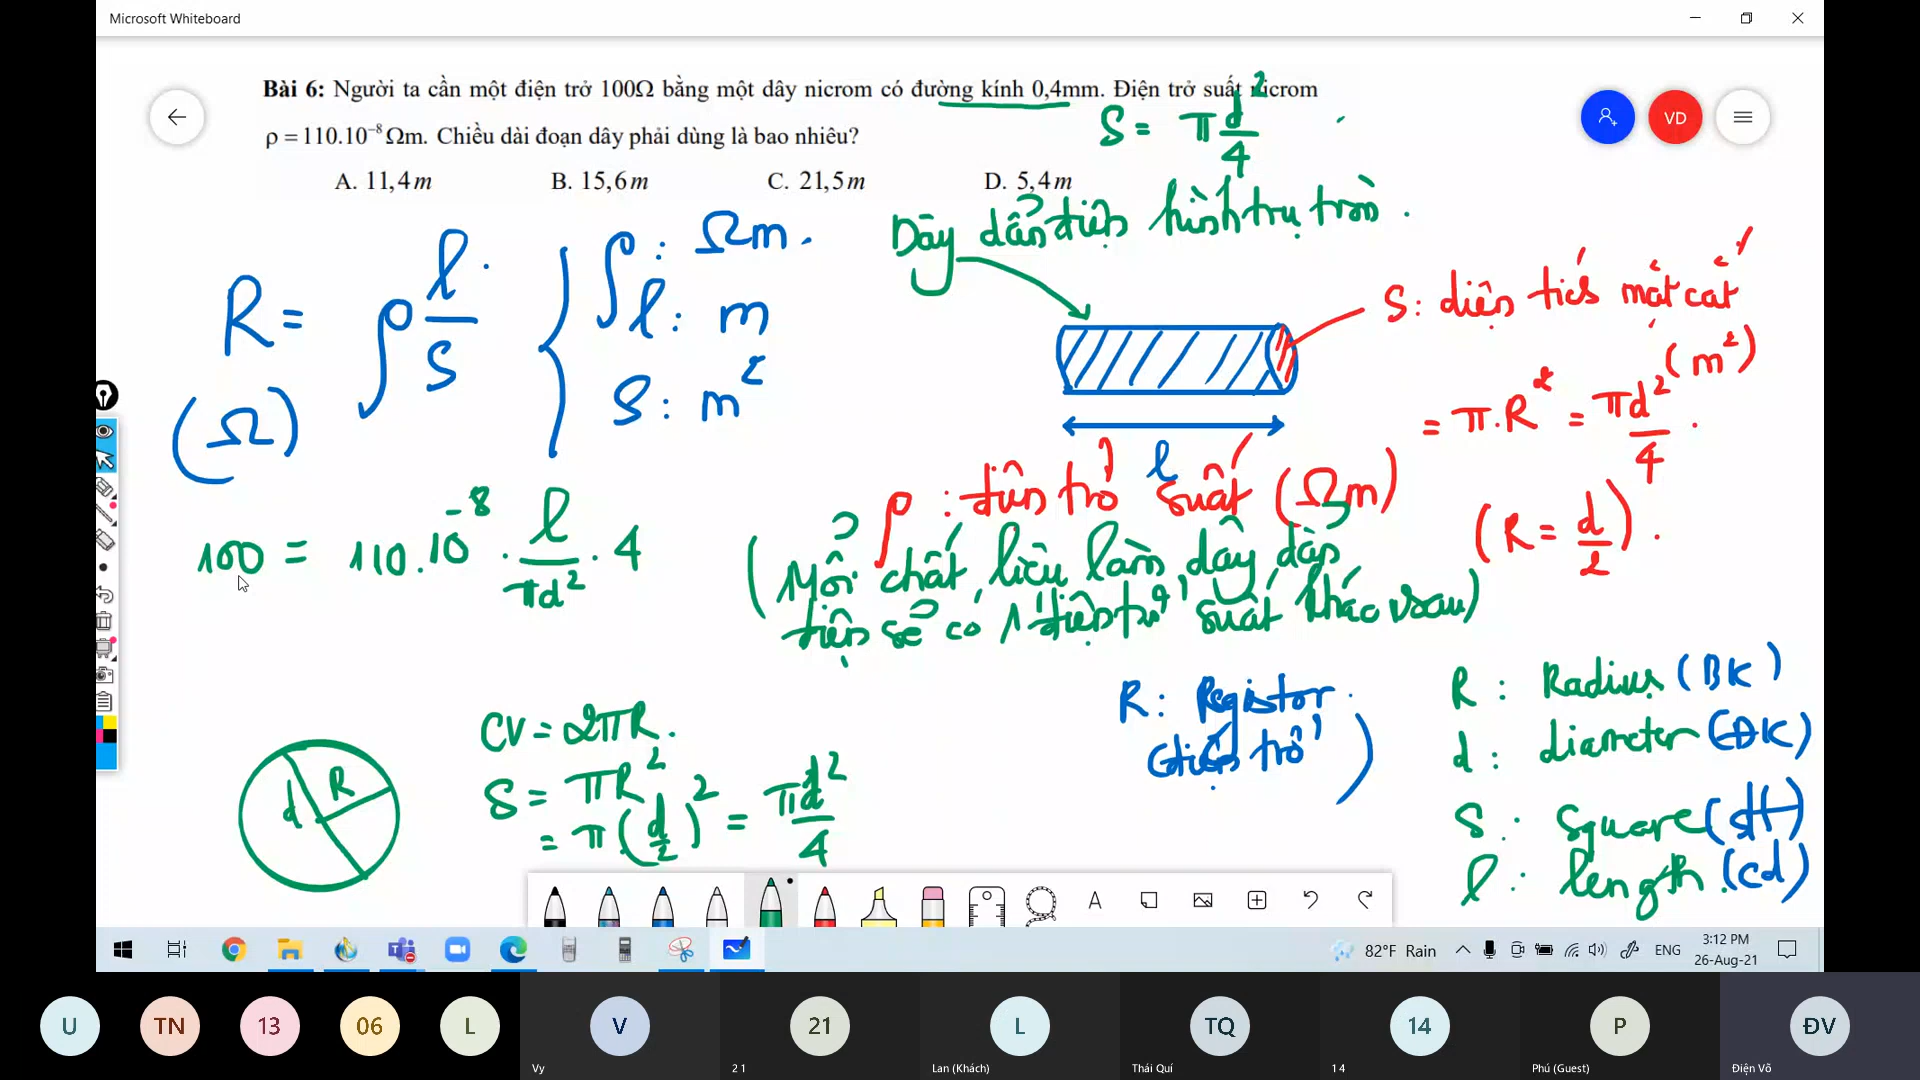 Microsoft Whiteboard
Bài 6: Người ta cần một điện trở 100Ω bằng một dây nicrom có đường kính 0,4mm. Điện trở suất nicrom
ρ = 110.10⁻⁸ Ωm. Chiều dài đoạn dây phải dùng là bao nhiêu?
A. 11,4m B. 15,6m C. 21,5m D. 5,4m
S = π d²/4
VD
Dây dẫn điện hình trụ tròn.
R = ρ l/S
(Ω)
ρ : Ωm.
l : m
S : m²
S : diện tích mặt cắt
(m²)
= π.R² = πd²/4.
(R = d/2).
l
ρ : điện trở suất (Ωm)
(Mỗi chất liệu làm dây dẫn
điện sẽ có 1 điện trở suất khác nhau)
100 = 110.10⁻⁸ . l/πd² . 4
d R
CV = 2πR.
S = πR²
= π (d/2)² = πd²/4
R : Registor.
(điện trở)
R : Radius (BK)
d : diameter (ĐK)
S : Square (dt)
l : length. (cd)
A
82°F Rain
ENG
3:12 PM
26-Aug-21
U
TN
13
06
L
V
Vy
21
2 1
L
Lan (Khách)
TQ
Thái Quí
14
1 4
P
Phú (Guest)
ĐV
Điện Võ